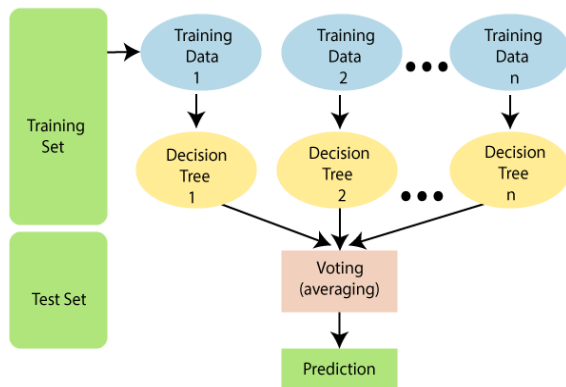 Training
Set
Training
Data
1
Training
Data
2
Training
Data
n
Decision
Tree
1
Decision
Tree
2
Decision
Tree
n
Test Set
Voting
(averaging)
Prediction